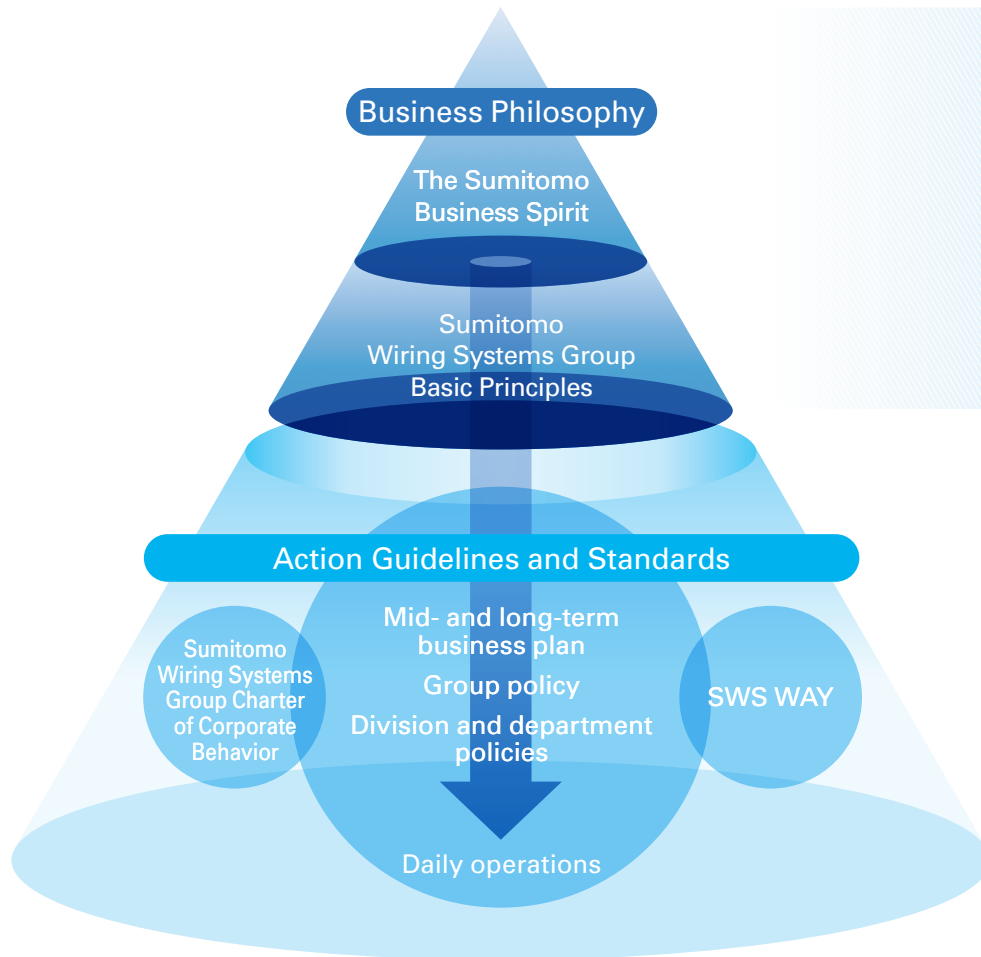 Business Philosophy
The Sumitomo
Business Spirit
Sumitomo
Wiring Systems Group
Basic Principles
Action Guidelines and Standards
Sumitomo
Wiring Systems
Group Charter
of Corporate
Behavior
Mid- and long-term
business plan
Group policy
Division and department
policies
SWS WAY
Daily operations